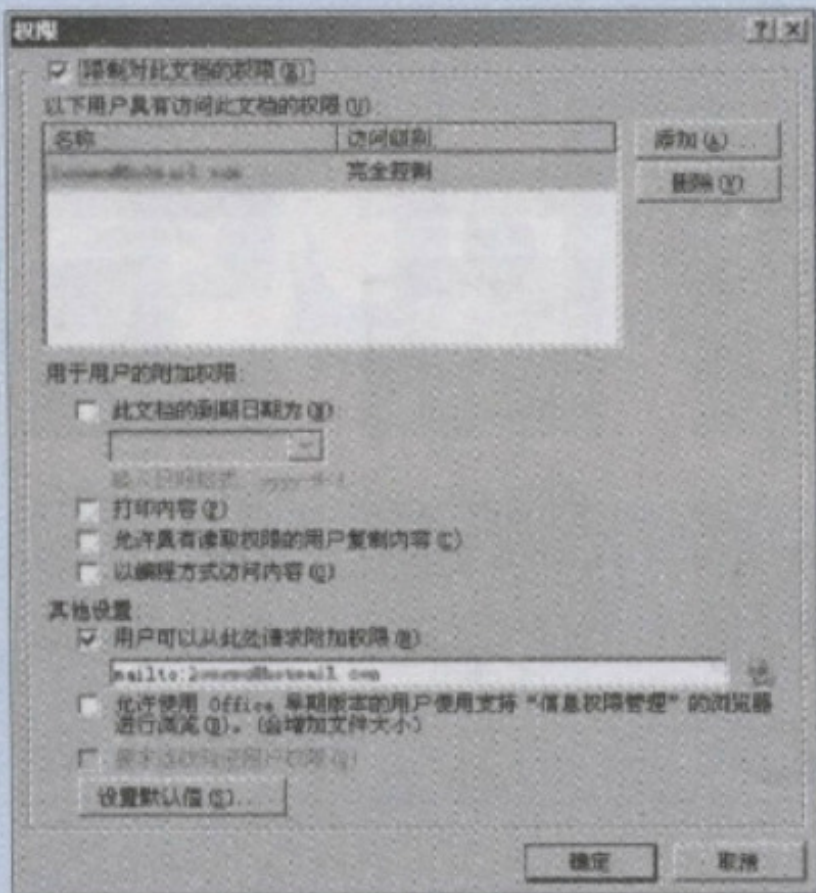 权限
限制对此文档的权限(R)
以下用户具有访问此文档的权限(U)
名称 访问级别
添加(A)...
完全控制
删除(V)
用于用户的附加权限:
此文档的到期日期为(X)
打印内容(P)
允许具有读取权限的用户复制内容(C)
以编程方式访问内容(G)
其他设置
用户可以从此处请求附加权限(N)
mailto:
允许使用 Office 早期版本的用户使用支持“信息权限管理”的浏览器
进行浏览(B)。(会增加文件大小)
设置默认值(S)...
确定
取消